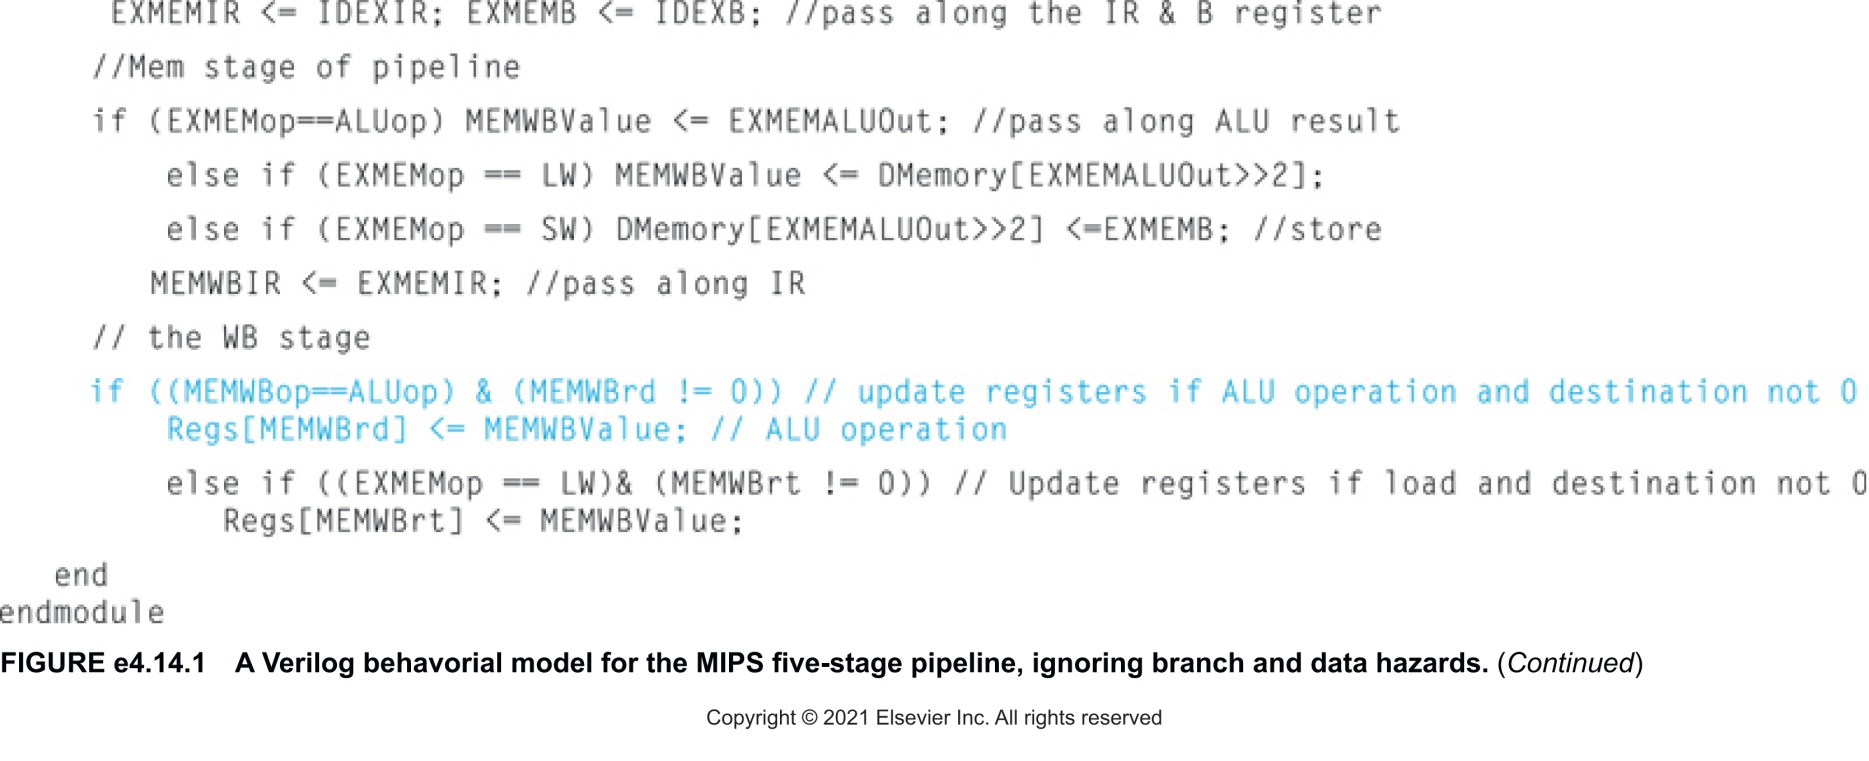 EXMEMIR <= IDEXIR; EXMEMB <= IDEXB; //pass along the IR & B register
//Mem stage of pipeline
if (EXMEMop==ALUop) MEMWBValue <= EXMEMALUOut; //pass along ALU result
else if (EXMEMop == LW) MEMWBValue <= DMemory[EXMEMALUOut>>2];
else if (EXMEMop == SW) DMemory[EXMEMALUOut>>2] <=EXMEMB; //store
MEMWBIR <= EXMEMIR; //pass along IR
// the WB stage
if ((MEMWBop==ALUop) & (MEMWBrd != 0)) // update registers if ALU operation and destination not 0
Regs[MEMWBrd] <= MEMWBValue; // ALU operation
else if ((EXMEMop == LW)& (MEMWBrt != 0)) // Update registers if load and destination not 0
Regs[MEMWBrt] <= MEMWBValue;
end
endmodule
FIGURE e4.14.1 A Verilog behavorial model for the MIPS five-stage pipeline, ignoring branch and data hazards. (Continued)
Copyright © 2021 Elsevier Inc. All rights reserved